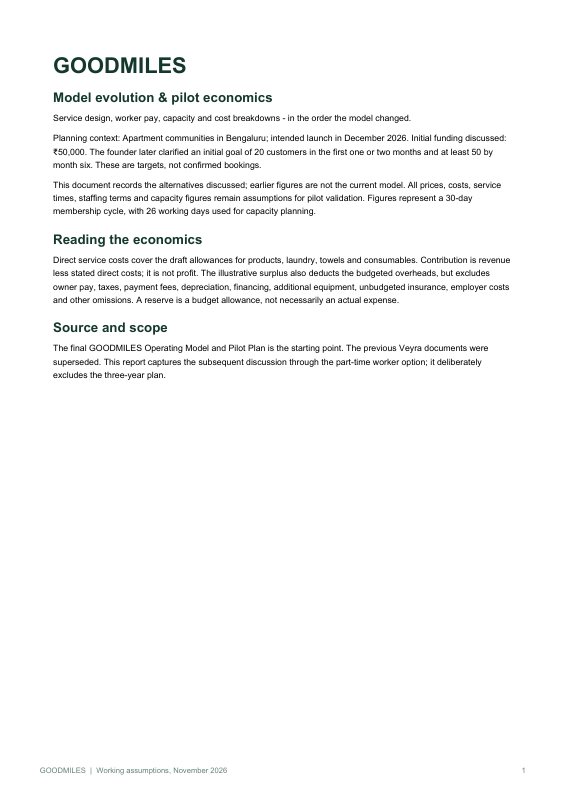 GOODMILES
Model evolution & pilot economics
Service design, worker pay, capacity and cost breakdowns - in the order the model changed.
Planning context: Apartment communities in Bengaluru; intended launch in December 2026. Initial funding discussed:
₹50,000. The founder later clarified an initial goal of 20 customers in the first one or two months and at least 50 by
month six. These are targets, not confirmed bookings.
This document records the alternatives discussed; earlier figures are not the current model. All prices, costs, service
times, staffing terms and capacity figures remain assumptions for pilot validation. Figures represent a 30-day
membership cycle, with 26 working days used for capacity planning.
Reading the economics
Direct service costs cover the draft allowances for products, laundry, towels and consumables. Contribution is revenue
less stated direct costs; it is not profit. The illustrative surplus also deducts the budgeted overheads, but excludes
owner pay, taxes, payment fees, depreciation, financing, additional equipment, unbudgeted insurance, employer costs
and other omissions. A reserve is a budget allowance, not necessarily an actual expense.
Source and scope
The final GOODMILES Operating Model and Pilot Plan is the starting point. The previous Veyra documents were
superseded. This report captures the subsequent discussion through the part-time worker option; it deliberately
excludes the three-year plan.
GOODMILES | Working assumptions, November 2026 1